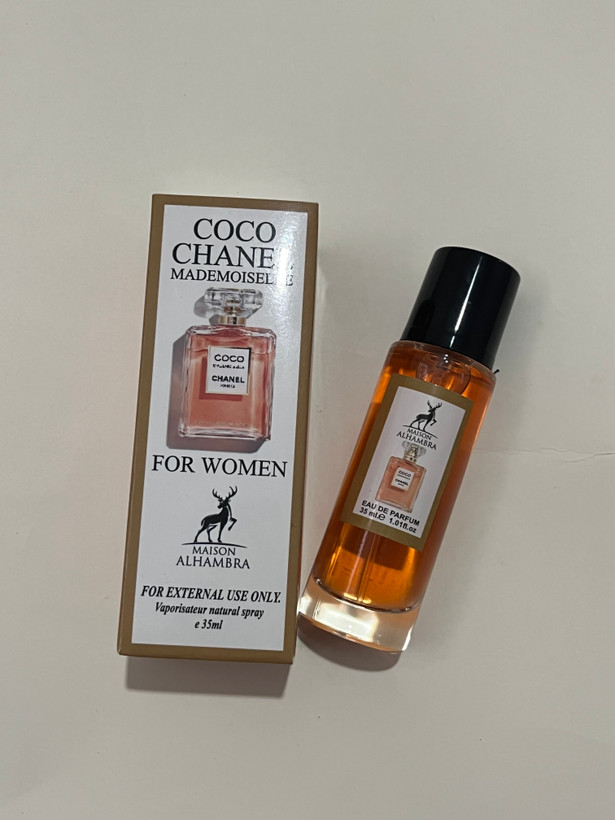 COCO
CHANEL
MADEMOISELLE
COCO
CHANEL
FOR WOMEN
MAISON
ALHAMBRA
FOR EXTERNAL USE ONLY.
Vaporisateur natural spray
e 35ml
MAISON
ALHAMBRA
COCO
CHANEL
EAU DE PARFUM
35 ml.e 1.01fl.oz